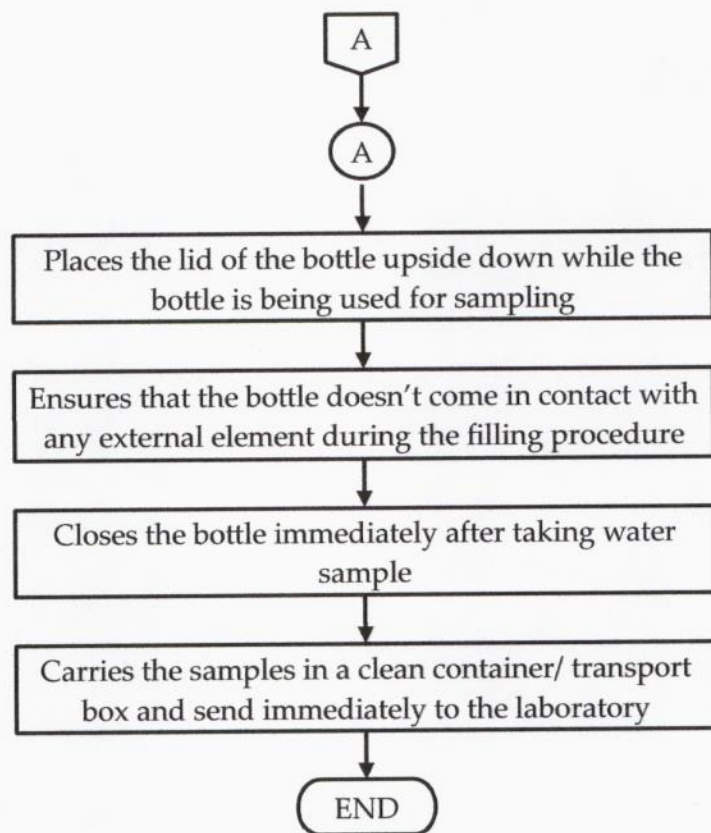 A
A
Places the lid of the bottle upside down while the
bottle is being used for sampling
Ensures that the bottle doesn't come in contact with
any external element during the filling procedure
Closes the bottle immediately after taking water
sample
Carries the samples in a clean container/ transport
box and send immediately to the laboratory
END